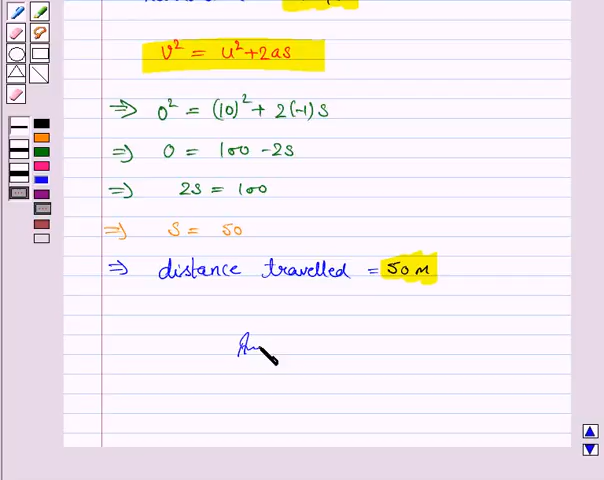 V² = u²+2as
⇒ 0² = (10)² + 2(-1)S
⇒ 0 = 100 - 2S
⇒ 2S = 100
⇒ S = 50
⇒ distance travelled = 50 M